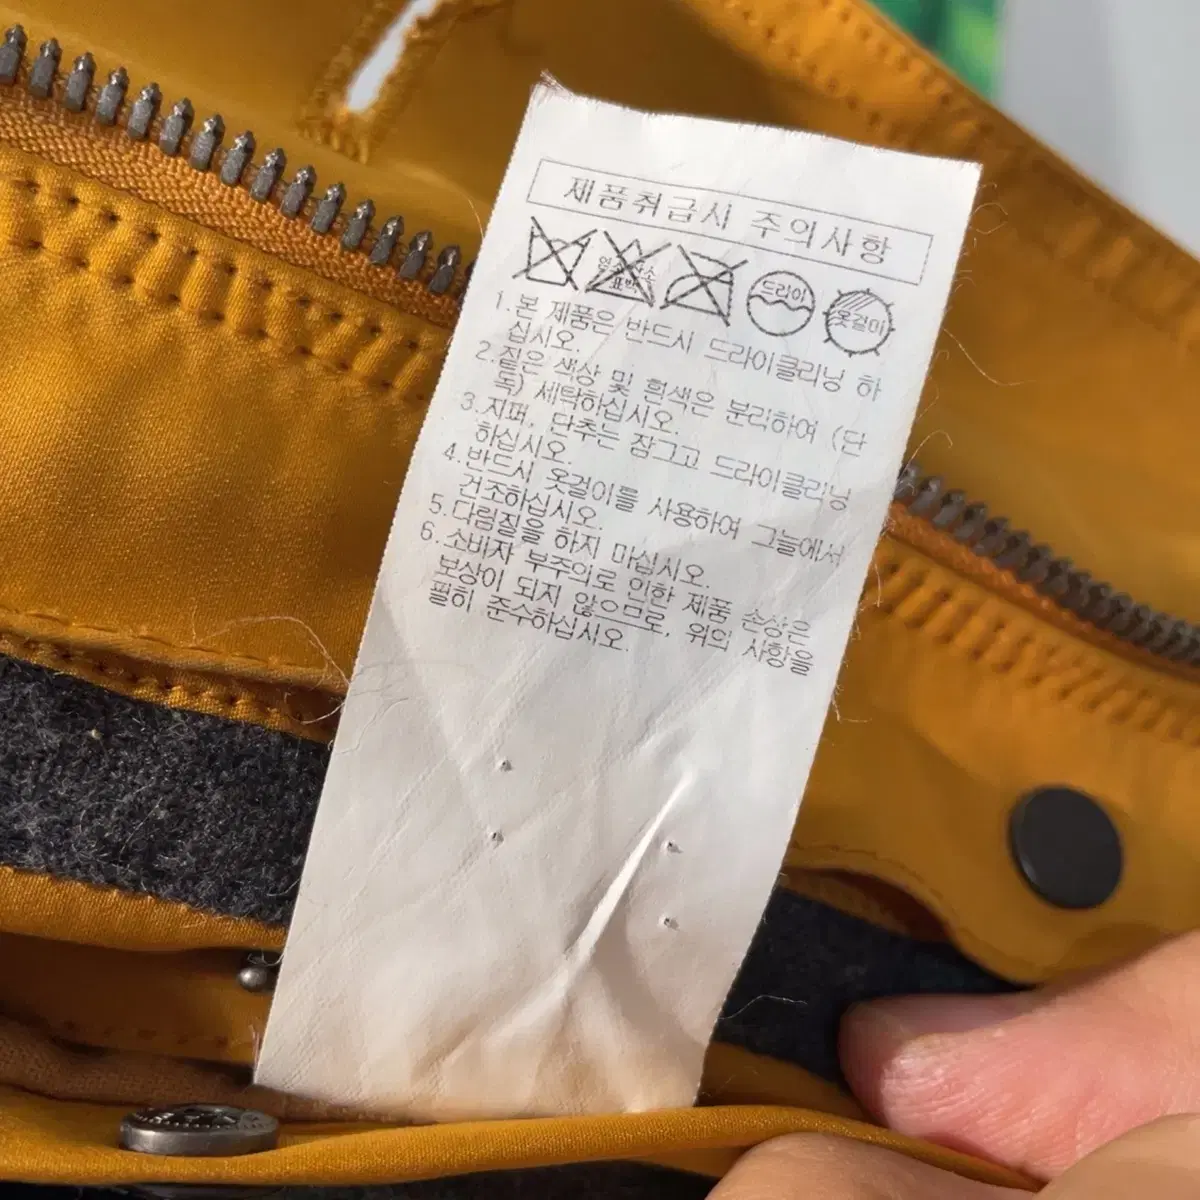 제품취급시 주의사항
염소산소
표백
드라이
옷걸이
1.본 제품은 반드시 드라이클리닝 하
십시오.
2.짙은 색상 및 흰색은 분리하여 (단
독) 세탁하십시오.
3.지퍼, 단추는 잠그고 드라이클리닝
하십시오.
4.반드시 옷걸이를 사용하여 그늘에서
건조하십시오.
5.다림질을 하지 마십시오.
6.소비자 부주의로 인한 제품 손상은
보상이 되지 않으므로, 위의 사항을
필히 준수하십시오.